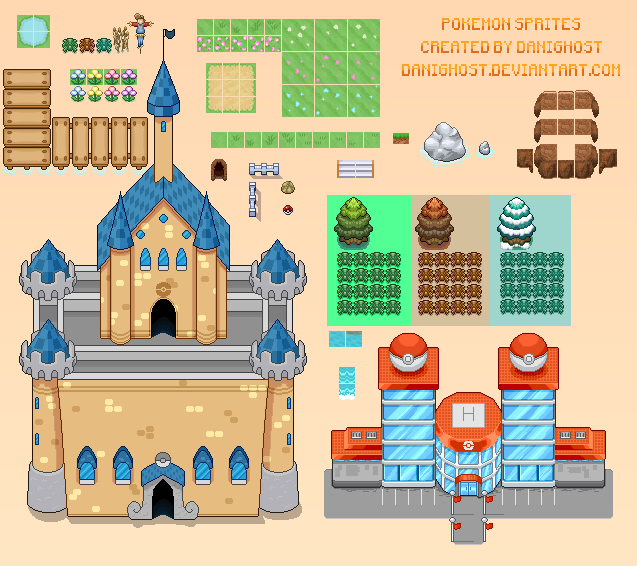 POKEMON SPRITES
CREATED BY DANIGHOST
DANIGHOST.DEVIANTART.COM
H